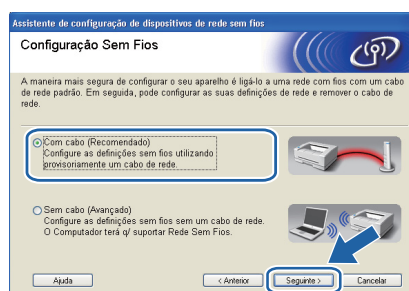 Assistente de configuração de dispositivos de rede sem fios
Configuração Sem Fios
A maneira mais segura de configurar o seu aparelho é ligá-lo a uma rede com fios com um cabo
de rede padrão. Em seguida, pode configurar as suas definições de rede e remover o cabo de
rede.
Com cabo (Recomendado)
Configure as definições sem fios utilizando
provisoriamente um cabo de rede.
Sem cabo (Avançado)
Configure as definições sem fios sem um cabo de rede.
O Computador terá q/ suportar Rede Sem Fios.
Ajuda
< Anterior
Seguinte >
Cancelar